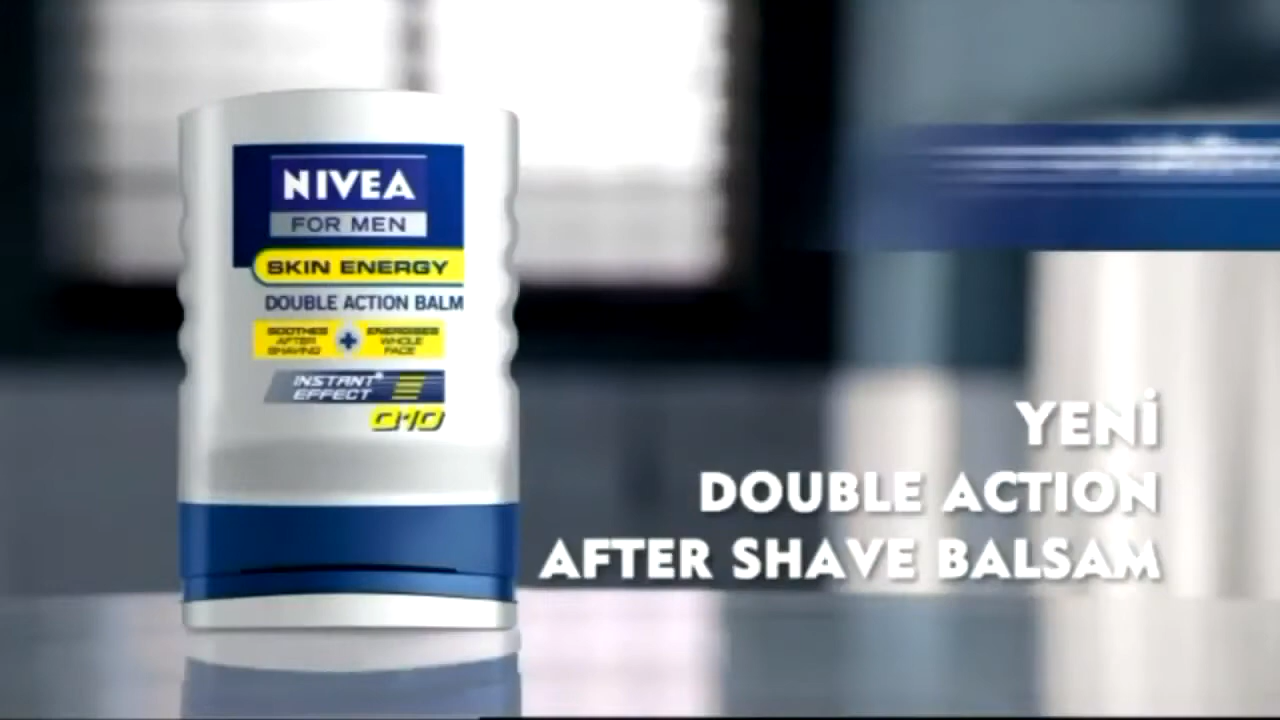 NIVEA
FOR MEN
SKIN ENERGY
DOUBLE ACTION BALM
SOOTHES AFTER SHAVING + ENERGISES WHOLE FACE
INSTANT EFFECT
Q10
YENİ
DOUBLE ACTION
AFTER SHAVE BALSAM